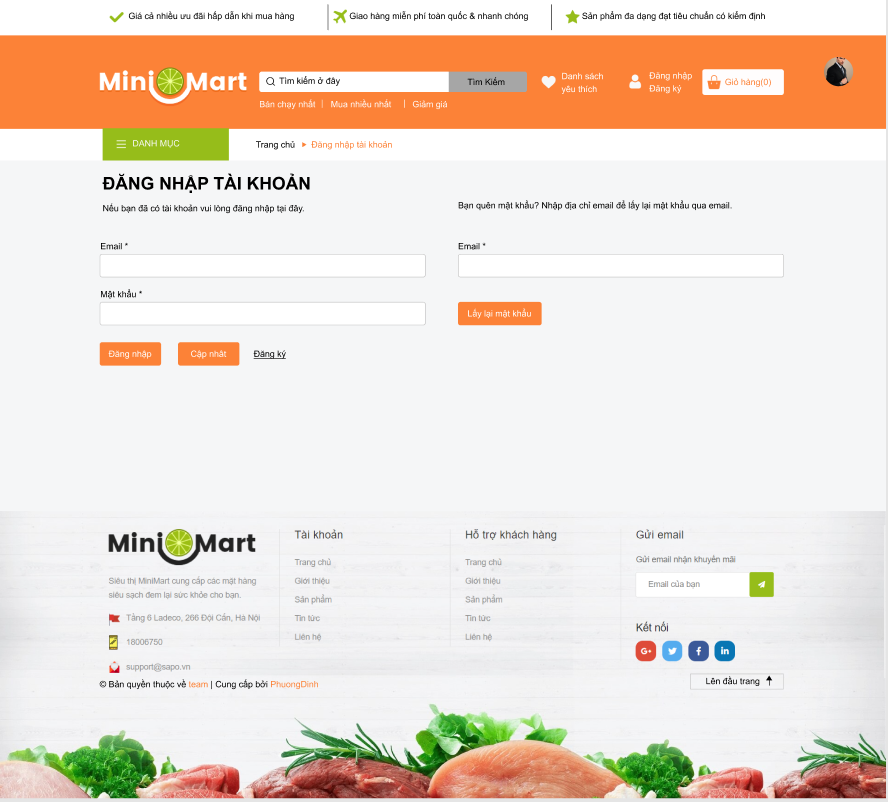 Giá cả nhiều ưu đãi hấp dẫn khi mua hàng
Giao hàng miễn phí toàn quốc & nhanh chóng
Sản phẩm đa dạng đạt tiêu chuẩn có kiểm định
Mini Mart
Tìm kiếm ở đây
Tìm Kiếm
Bán chạy nhất | Mua nhiều nhất | Giảm giá
Danh sách
yêu thích
Đăng nhập
Đăng ký
Giỏ hàng(0)
DANH MỤC
Trang chủ
Đăng nhập tài khoản
ĐĂNG NHẬP TÀI KHOẢN
Nếu bạn đã có tài khoản vui lòng đăng nhập tại đây.
Email *
Mật khẩu *
Đăng nhập
Cập nhât
Đăng ký
Bạn quên mật khẩu? Nhập địa chỉ email để lấy lại mật khẩu qua email.
Email *
Lấy lại mật khẩu
Mini Mart
Siêu thị MiniMart cung cấp các mặt hàng
siêu sạch đem lại sức khỏe cho bạn.
Tầng 6 Ladeco, 266 Đội Cấn, Hà Nội
18006750
support@sapo.vn
Tài khoản
Trang chủ
Giới thiệu
Sản phẩm
Tin tức
Liên hệ
Hỗ trợ khách hàng
Trang chủ
Giới thiệu
Sản phẩm
Tin tức
Liên hệ
Gửi email
Gửi email nhận khuyến mãi
Email của bạn
Kết nối
G+
f
in
© Bản quyền thuộc về team | Cung cấp bởi PhuongDinh
Lên đầu trang